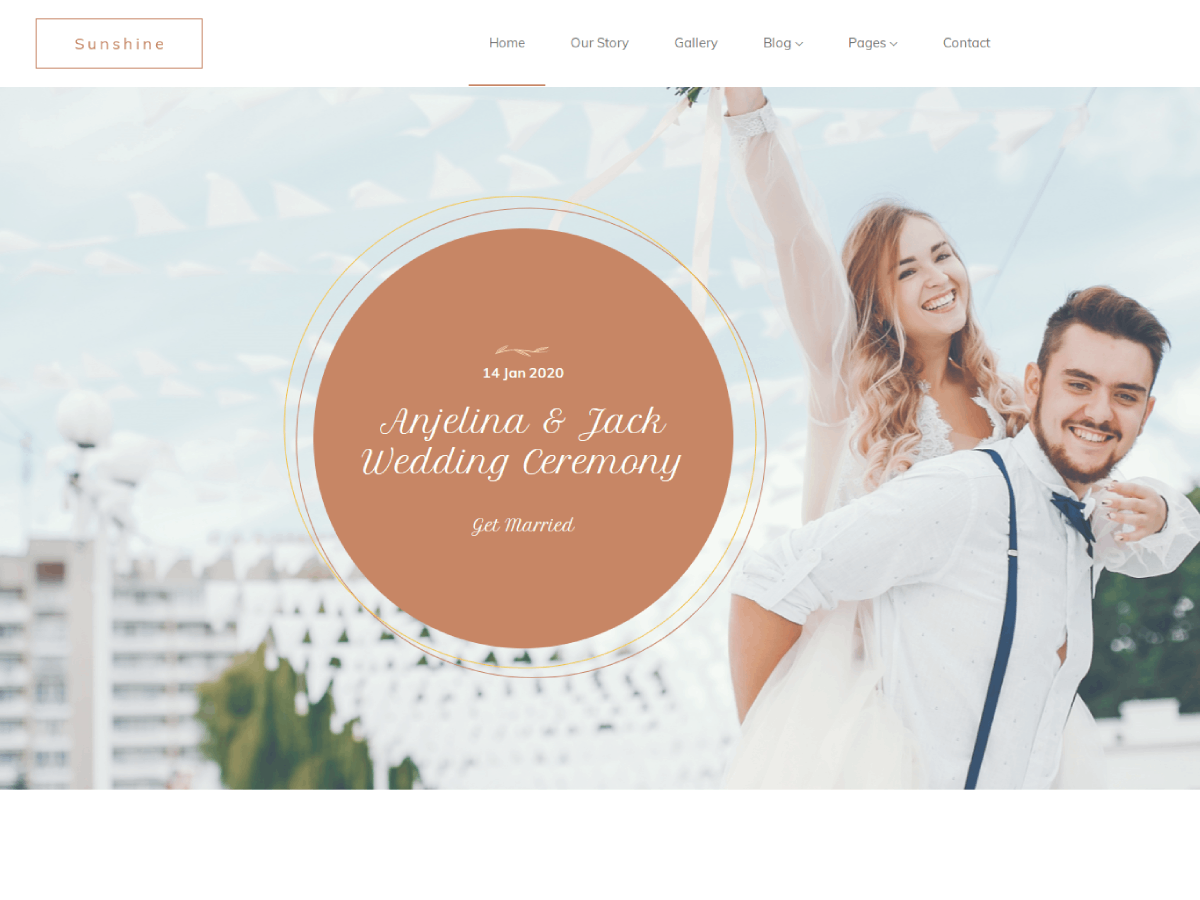 Sunshine
Home
Our Story
Gallery
Blog
Pages
Contact
14 Jan 2020
Anjelina & Jack
Wedding Ceremony
Get Married